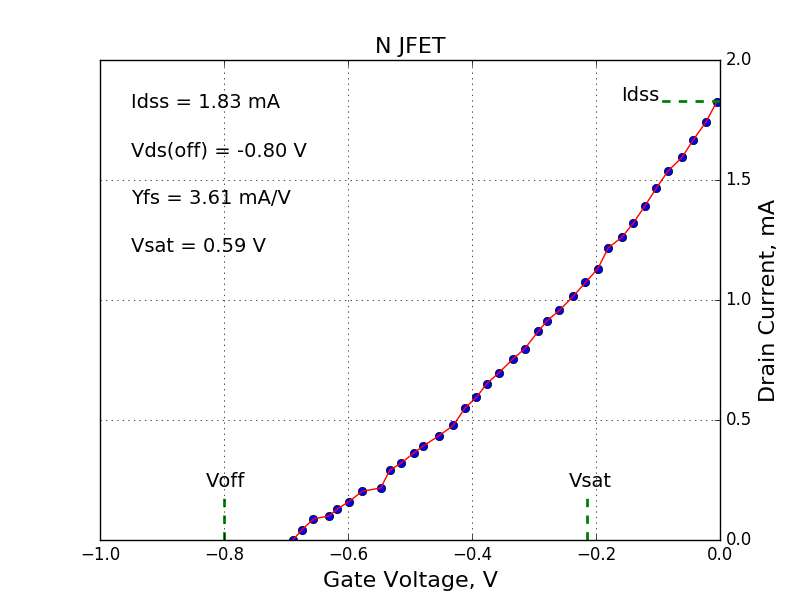 N JFET
Idss = 1.83 mA
Vds(off) = -0.80 V
Yfs = 3.61 mA/V
Vsat = 0.59 V
Idss
Voff
Vsat
2.0
1.5
1.0
0.5
0.0
Drain Current, mA
−1.0 −0.8 −0.6 −0.4 −0.2 0.0
Gate Voltage, V